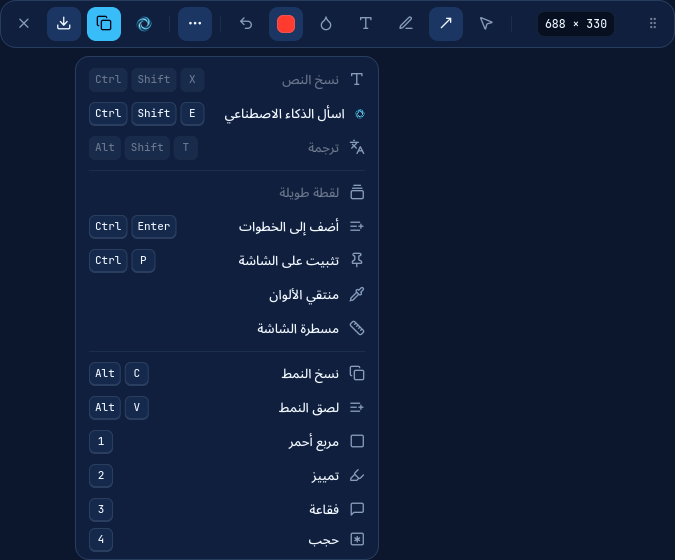 688 × 330
نسخ النص Ctrl Shift X
اسأل الذكاء الاصطناعي Ctrl Shift E
ترجمة Alt Shift T
لقطة طويلة
أضف إلى الخطوات Ctrl Enter
تثبيت على الشاشة Ctrl P
منتقي الألوان
مسطرة الشاشة
نسخ النمط Alt C
لصق النمط Alt V
مربع أحمر 1
تمييز 2
فقاعة 3
حجب 4